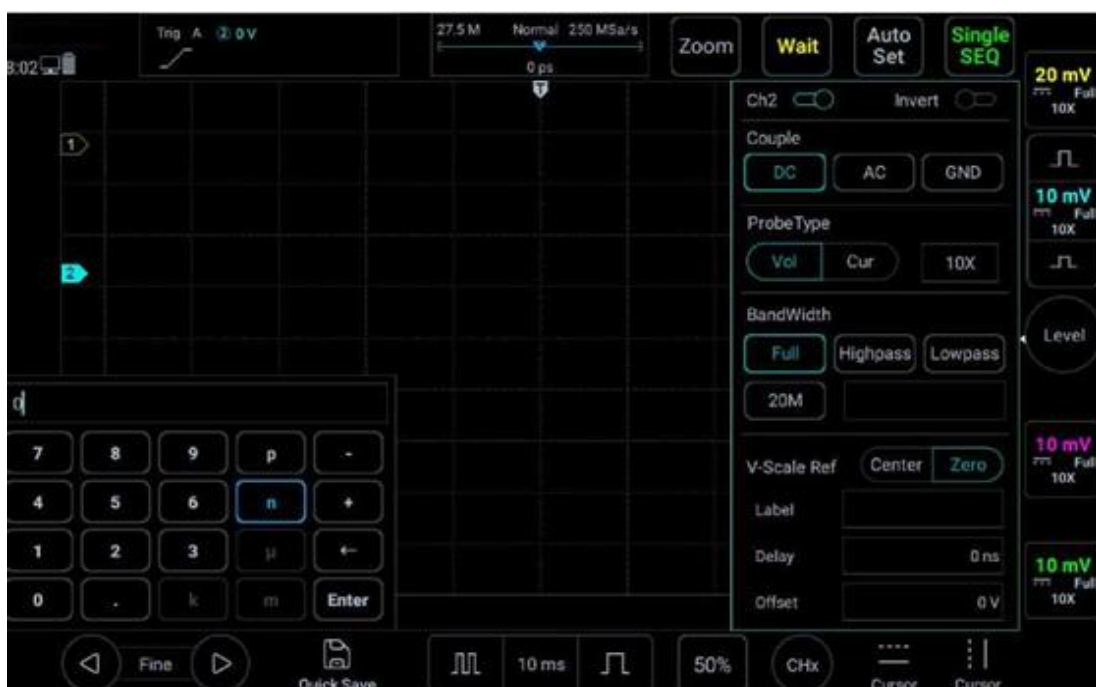 Trig A ② 0 V
27.5 M Normal 250 MSa/s
0 ps
Zoom
Wait
Auto
Set
Single
SEQ
3:02
T
20 mV
Full
10X
Ch2
Invert
1
Couple
DC AC GND
10 mV
Full
10X
ProbeType
Vol Cur 10X
2
BandWidth
Full Highpass Lowpass
Level
20M
0
7 8 9 p -
V-Scale Ref Center Zero
10 mV
Full
10X
4 5 6 n +
Label
1 2 3 µ ←
Delay 0 ns
0 . k m Enter
Offset 0 V
10 mV
Full
10X
Fine
Quick Save
10 ms
50%
CHx
Cursor
Cursor